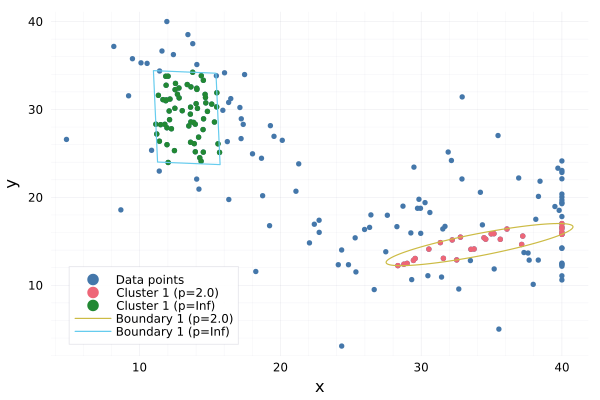 40
30
y
20
10
Data points
Cluster 1 (p=2.0)
Cluster 1 (p=Inf)
Boundary 1 (p=2.0)
Boundary 1 (p=Inf)
10
20
30
40
x